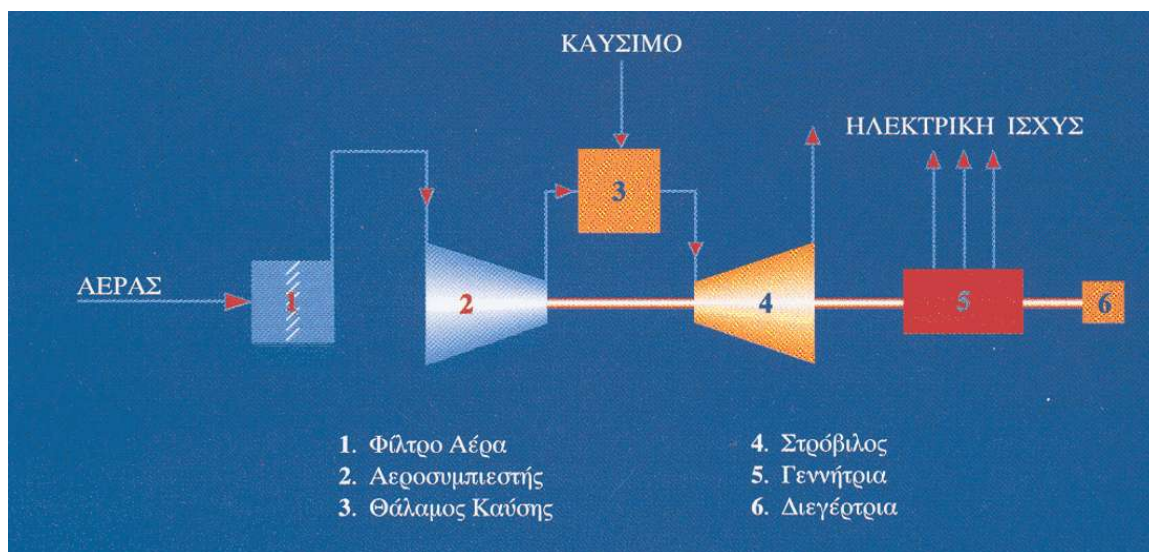 ΚΑΥΣΙΜΟ
ΗΛΕΚΤΡΙΚΗ ΙΣΧΥΣ
ΑΕΡΑΣ
1
2
3
4
5
6
1. Φίλτρο Αέρα
2. Αεροσυμπιεστής
3. Θάλαμος Καύσης
4. Στρόβιλος
5. Γεννήτρια
6. Διεγέρτρια